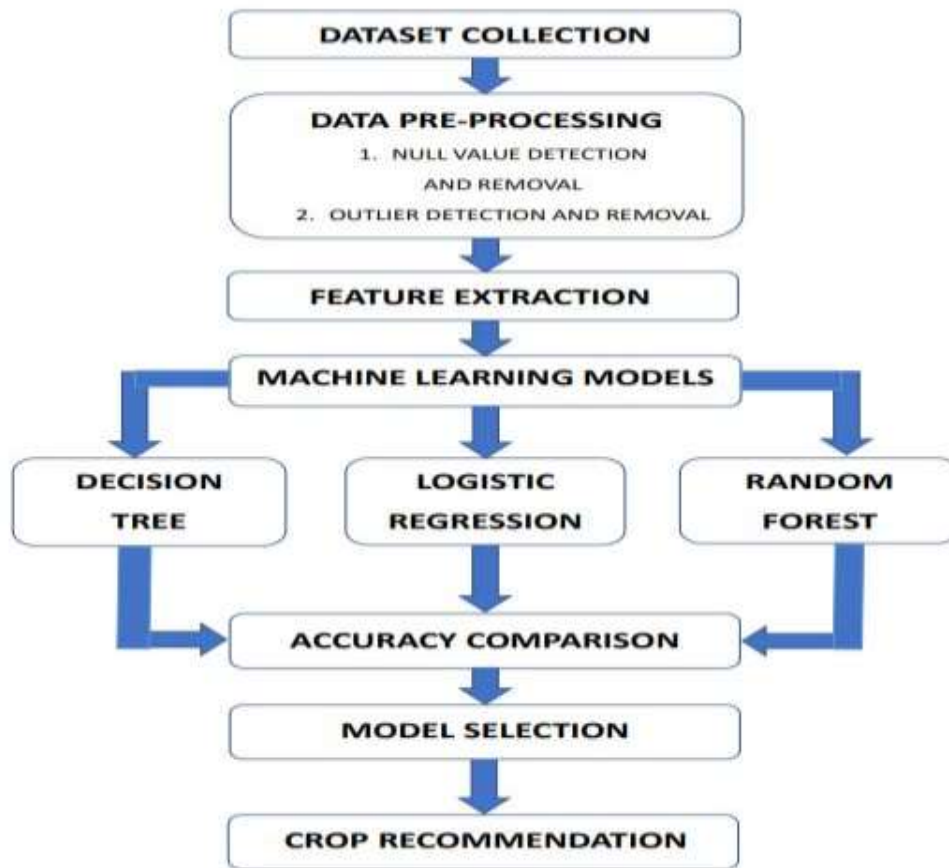 DATASET COLLECTION
DATA PRE-PROCESSING
1. NULL VALUE DETECTION
AND REMOVAL
2. OUTLIER DETECTION AND REMOVAL
FEATURE EXTRACTION
MACHINE LEARNING MODELS
DECISION
TREE
LOGISTIC
REGRESSION
RANDOM
FOREST
ACCURACY COMPARISON
MODEL SELECTION
CROP RECOMMENDATION